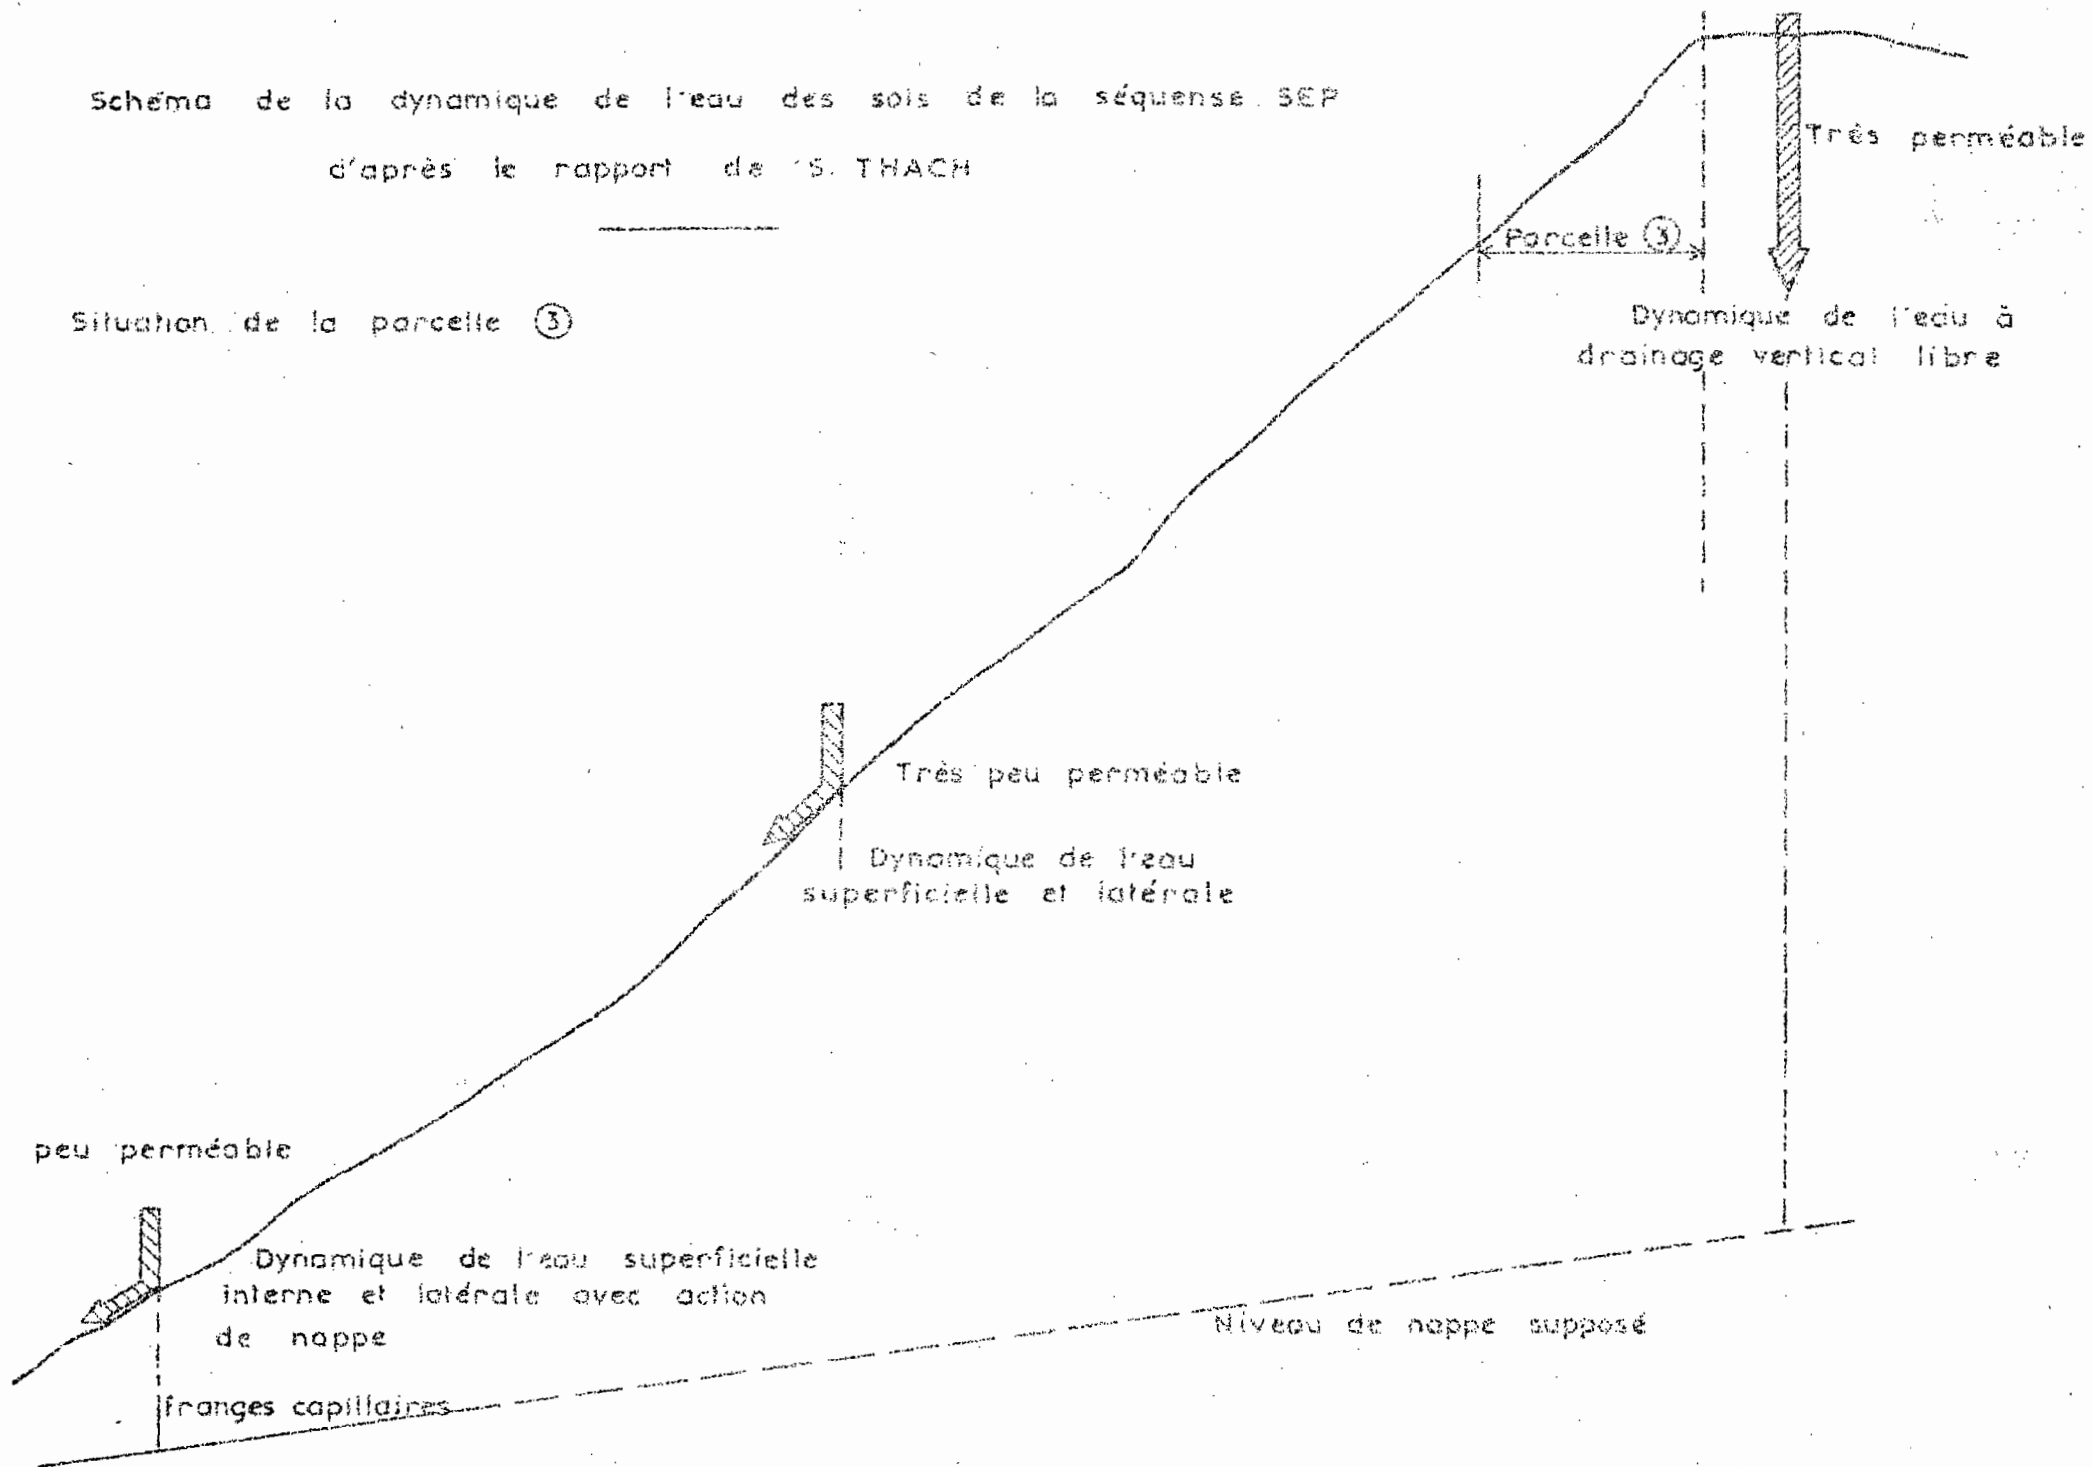 Schéma de la dynamique de l'eau des sols de la séquense SEP
d'après le rapport de S. THACH
Très perméable
Parcelle ③
Situation de la parcelle ③
Dynamique de l'eau à
drainage vertical libre
Très peu perméable
Dynamique de l'eau
superficielle et latérale
peu perméable
Dynamique de l'eau superficielle
interne et latérale avec action
de nappe
Niveau de nappe supposé
franges capillaires